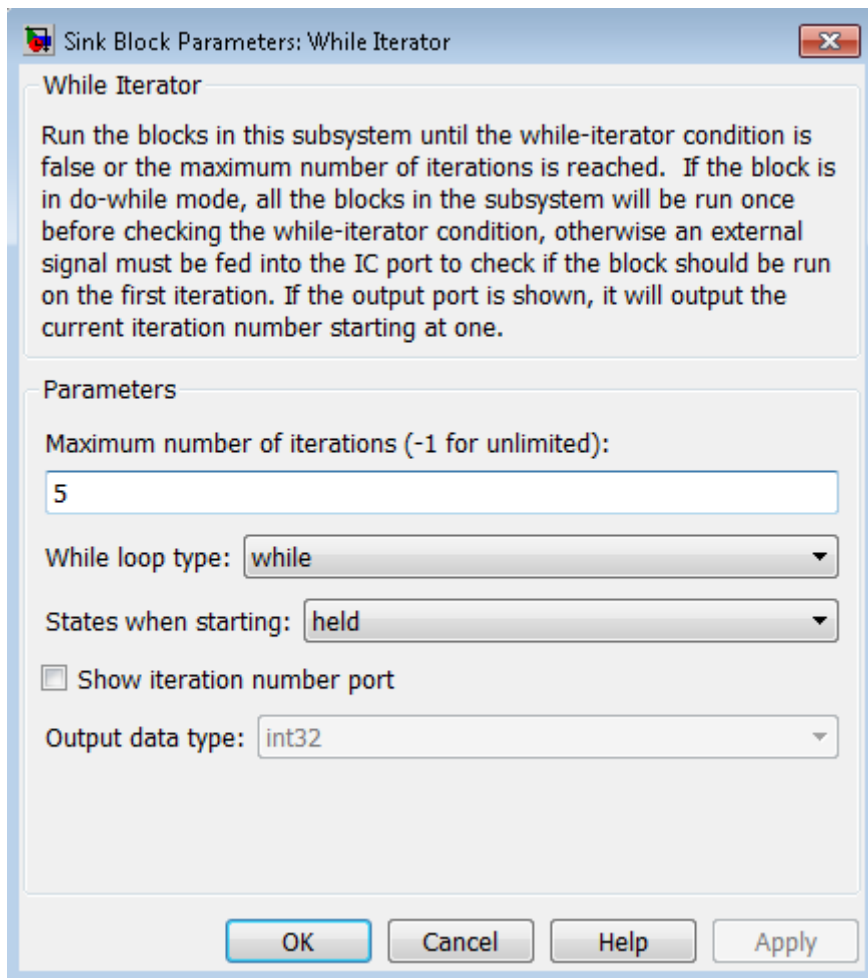 Sink Block Parameters: While Iterator
While Iterator
Run the blocks in this subsystem until the while-iterator condition is
false or the maximum number of iterations is reached.  If the block is
in do-while mode, all the blocks in the subsystem will be run once
before checking the while-iterator condition, otherwise an external
signal must be fed into the IC port to check if the block should be run
on the first iteration. If the output port is shown, it will output the
current iteration number starting at one.
Parameters
Maximum number of iterations (-1 for unlimited):
5
While loop type: while
States when starting: held
Show iteration number port
Output data type: int32
OK Cancel Help Apply